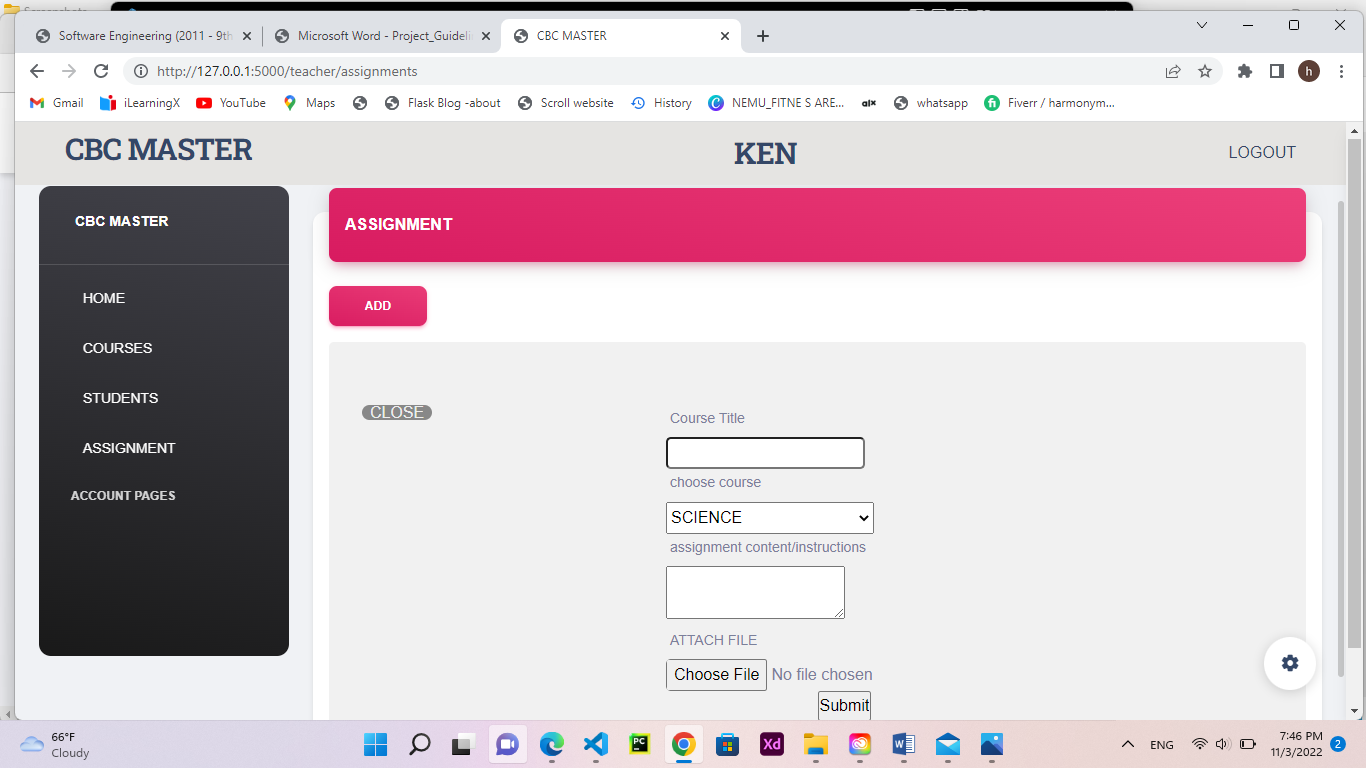 Software Engineering (2011 - 9th
Microsoft Word - Project_Guideli
CBC MASTER
http://127.0.0.1:5000/teacher/assignments
h
Gmail
iLearningX
YouTube
Maps
Flask Blog -about
Scroll website
History
NEMU_FITNE S ARE...
alx
whatsapp
Fiverr / harmonym...
CBC MASTER
KEN
LOGOUT
CBC MASTER
HOME
COURSES
STUDENTS
ASSIGNMENT
ACCOUNT PAGES
ASSIGNMENT
ADD
CLOSE
Course Title
choose course
SCIENCE
assignment content/instructions
ATTACH FILE
Choose File No file chosen
Submit
66°F
Cloudy
PC
Xd
W
ENG
7:46 PM
11/3/2022
2